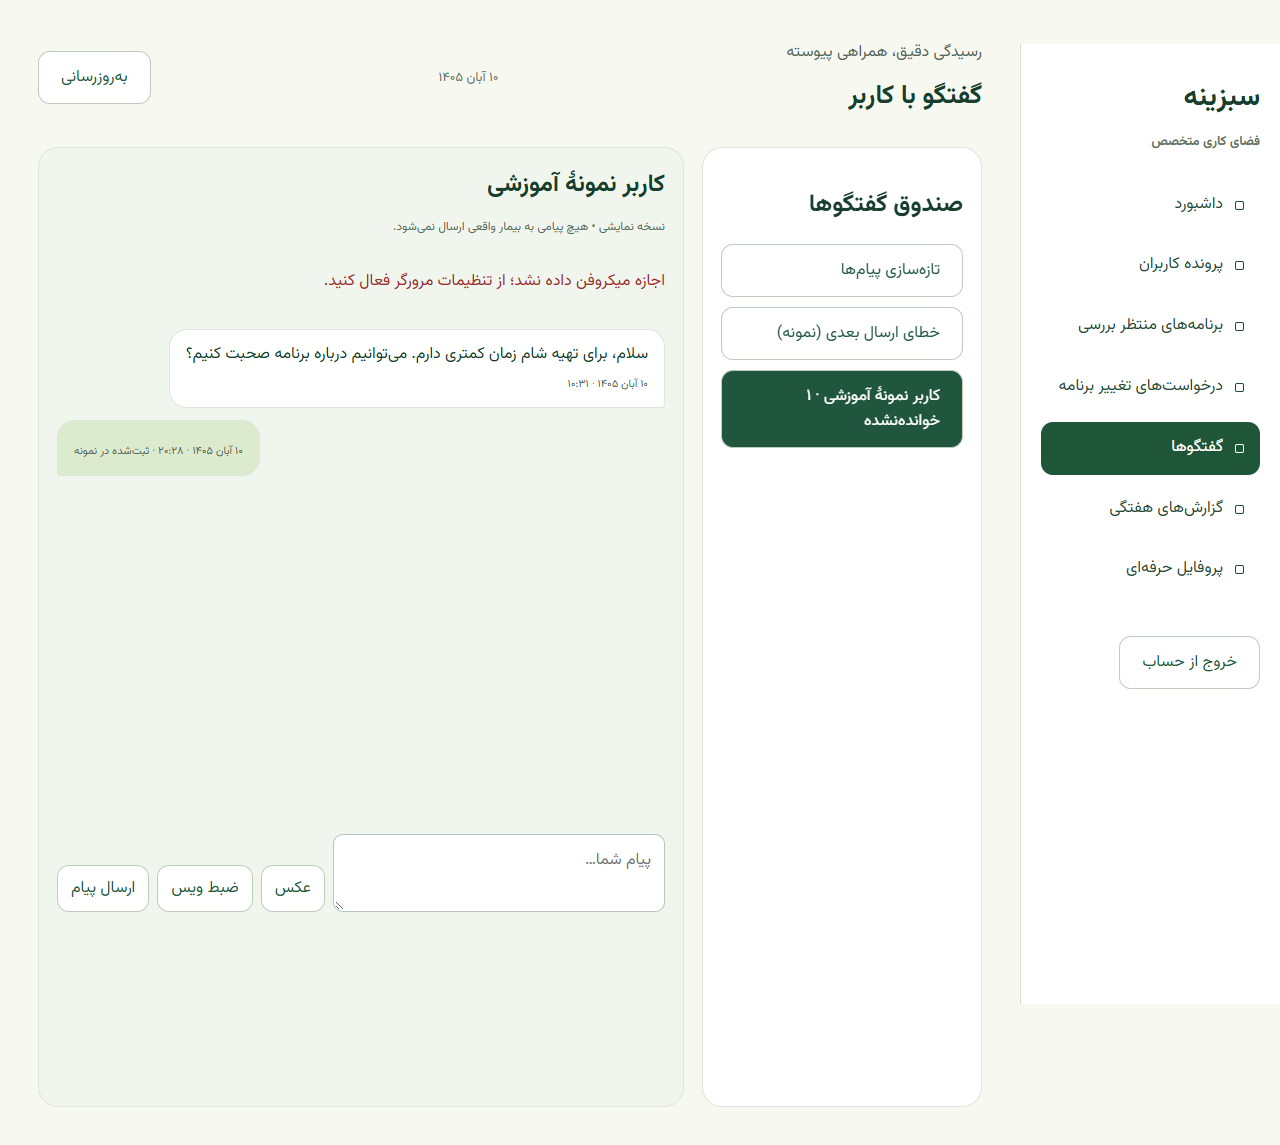 سبزینه
فضای کاری متخصص
داشبورد
پرونده کاربران
برنامه‌های منتظر بررسی
درخواست‌های تغییر برنامه
گفتگوها
گزارش‌های هفتگی
پروفایل حرفه‌ای
خروج از حساب
رسیدگی دقیق، همراهی پیوسته
گفتگو با کاربر
۱۰ آبان ۱۴۰۵
به‌روزرسانی
صندوق گفتگوها
تازه‌سازی پیام‌ها
خطای ارسال بعدی (نمونه)
کاربر نمونهٔ آموزشی · ۱
خوانده‌نشده
کاربر نمونهٔ آموزشی
نسخه نمایشی • هیچ پیامی به بیمار واقعی ارسال نمی‌شود.
اجازه میکروفن داده نشد؛ از تنظیمات مرورگر فعال کنید.
سلام، برای تهیه شام زمان کمتری دارم. می‌توانیم درباره برنامه صحبت کنیم؟
۱۰ آبان ۱۴۰۵ · ۱۰:۳۱
۱۰ آبان ۱۴۰۵ · ۲۰:۲۸ · ثبت‌شده در نمونه
پیام شما...
عکس
ضبط ویس
ارسال پیام